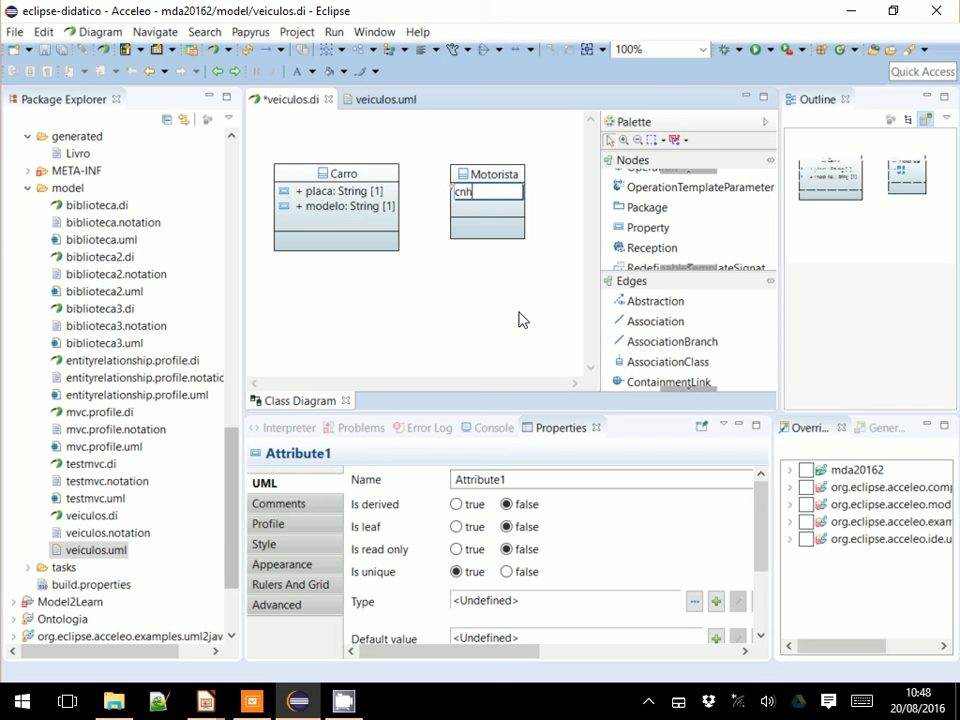 eclipse-didatico - Acceleo - mda20162/model/veiculos.di - Eclipse
File Edit Diagram Navigate Search Papyrus Project Run Window Help
100%
A
Quick Access
Package Explorer
*veiculos.di
veiculos.uml
Outline
generated
Livro
META-INF
model
biblioteca.di
biblioteca.notation
biblioteca.uml
biblioteca2.di
biblioteca2.notation
biblioteca2.uml
biblioteca3.di
biblioteca3.notation
biblioteca3.uml
entityrelationship.profile.di
entityrelationship.profile.notatic
entityrelationship.profile.uml
mvc.profile.di
mvc.profile.notation
mvc.profile.uml
testmvc.di
testmvc.notation
testmvc.uml
veiculos.di
veiculos.notation
veiculos.uml
tasks
build.properties
Model2Learn
Ontologia
org.eclipse.acceleo.examples.uml2jav
Carro
+ placa: String [1]
+ modelo: String [1]
Motorista
cnh
Class Diagram
Palette
Nodes
OperationTemplateParameter
Package
Property
Reception
Edges
Abstraction
Association
AssociationBranch
AssociationClass
ContainmentLink
Interpreter
Problems
Error Log
Console
Properties
Attribute1
UML
Comments
Profile
Style
Appearance
Rulers And Grid
Advanced
Name
Attribute1
Is derived
true
false
Is leaf
true
false
Is read only
true
false
Is unique
true
false
Type
<Undefined>
Default value
<Undefined>
Overri...
Gener...
mda20162
org.eclipse.acceleo.comp
org.eclipse.acceleo.mod
org.eclipse.acceleo.exam
org.eclipse.acceleo.ide.u
10:48
20/08/2016